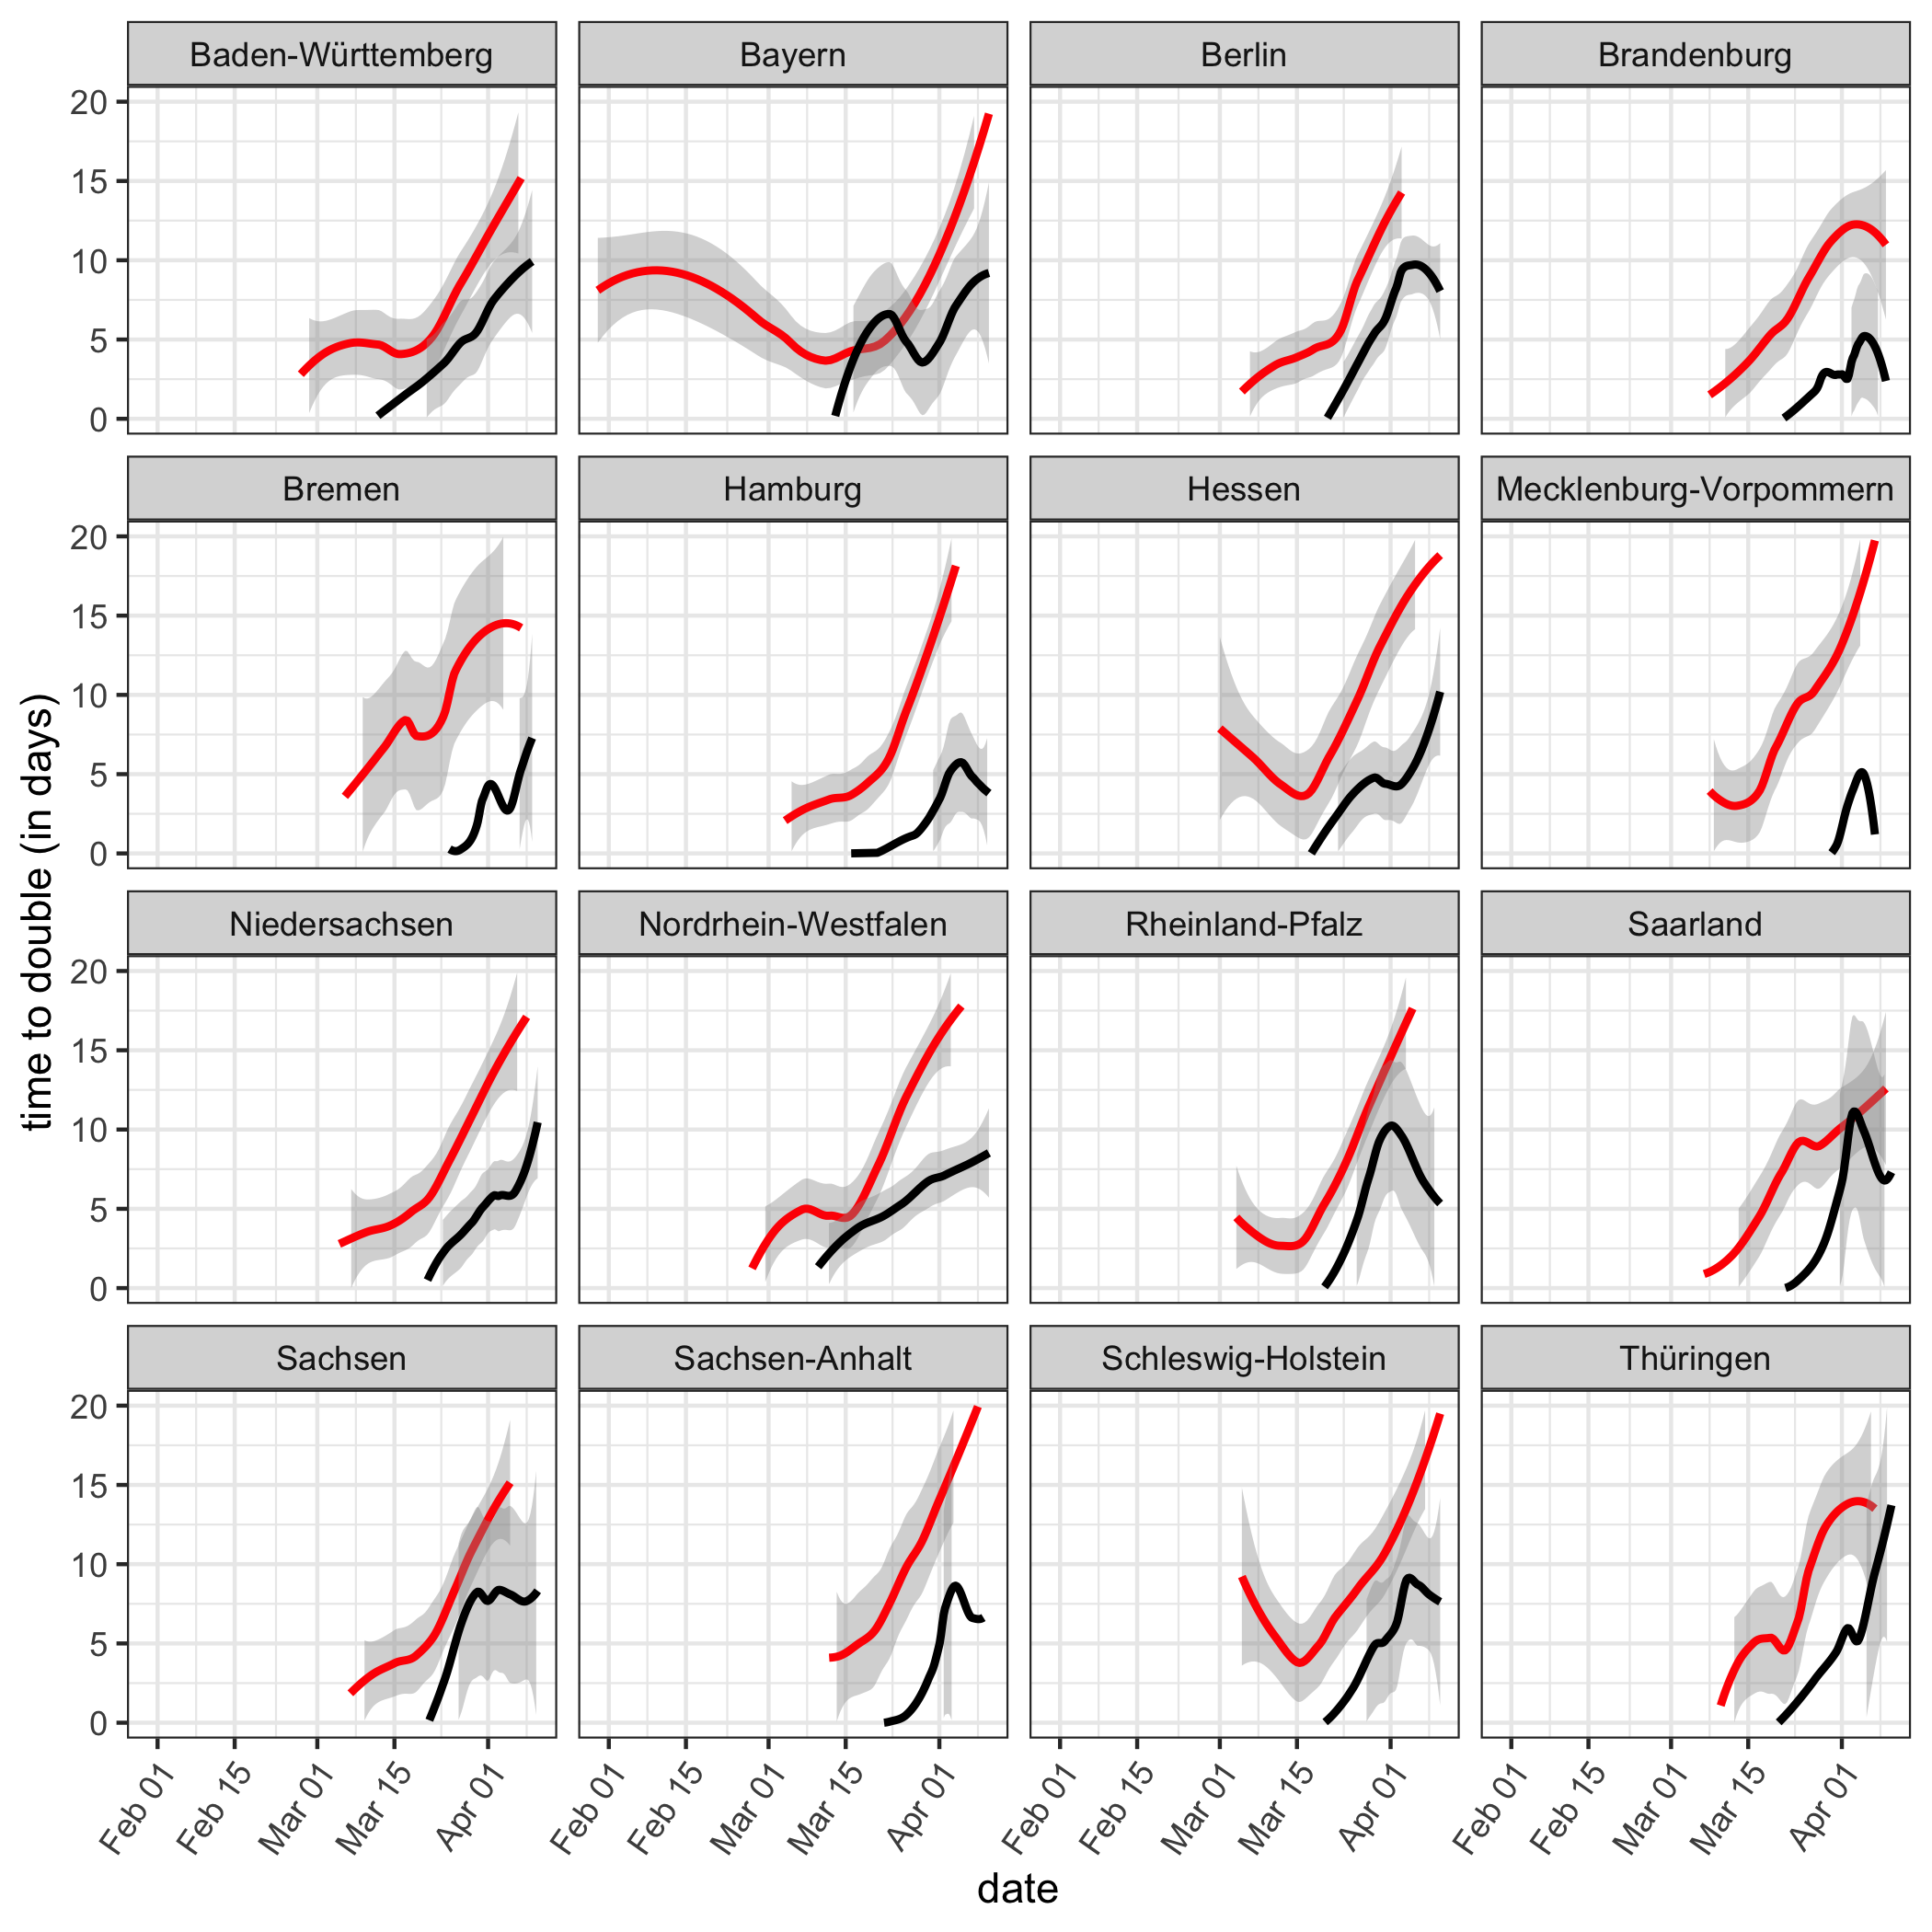 Baden-Württemberg Bayern Berlin Brandenburg
20
15
10
5
0
Bremen Hamburg Hessen Mecklenburg-Vorpommern
20
15
10
5
0
time to double (in days)
Niedersachsen Nordrhein-Westfalen Rheinland-Pfalz Saarland
20
15
10
5
0
Sachsen Sachsen-Anhalt Schleswig-Holstein Thüringen
20
15
10
5
0
Feb 01 Feb 15 Mar 01 Mar 15 Apr 01 Feb 01 Feb 15 Mar 01 Mar 15 Apr 01 Feb 01 Feb 15 Mar 01 Mar 15 Apr 01 Feb 01 Feb 15 Mar 01 Mar 15 Apr 01
date